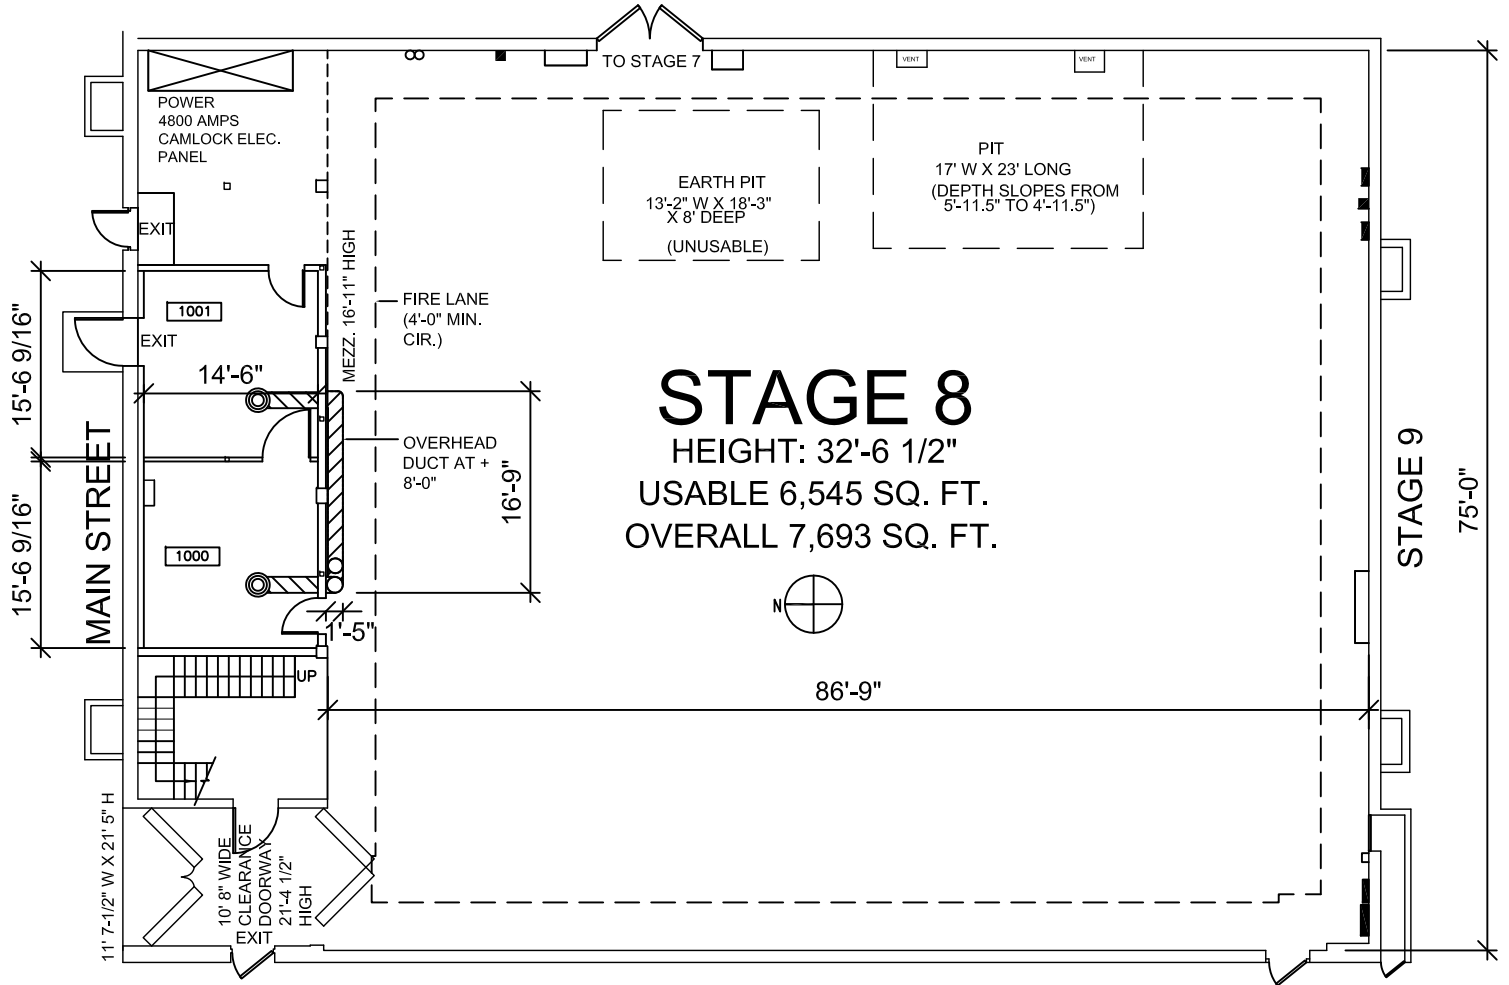 TO STAGE 7
VENT
VENT
POWER
4800 AMPS
CAMLOCK ELEC.
PANEL
PIT
17' W X 23' LONG
(DEPTH SLOPES FROM
5'-11.5" TO 4'-11.5")
EARTH PIT
13'-2" W X 18'-3"
X 8' DEEP
(UNUSABLE)
EXIT
MEZZ. 16'-11" HIGH
FIRE LANE
(4'-0" MIN.
CIR.)
1001
EXIT
15'-6 9/16"
14'-6"
STAGE 8
HEIGHT: 32'-6 1/2"
USABLE 6,545 SQ. FT.
OVERALL 7,693 SQ. FT.
OVERHEAD
DUCT AT +
8'-0"
16'-9"
MAIN STREET
STAGE 9
75'-0"
15'-6 9/16"
1000
N
1'-5"
UP
86'-9"
11' 7-1/2" W X 21' 5" H
10' 8" WIDE
CLEARANCE
DOORWAY
21'-4 1/2"
HIGH
EXIT